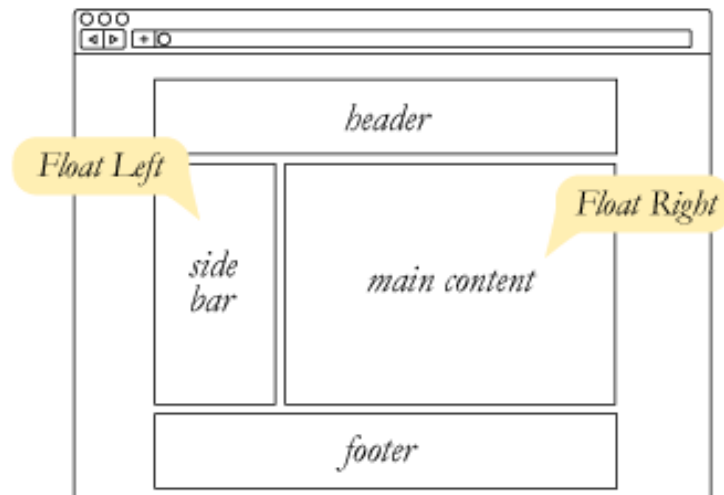 header
Float Left
Float Right
side
bar
main content
footer